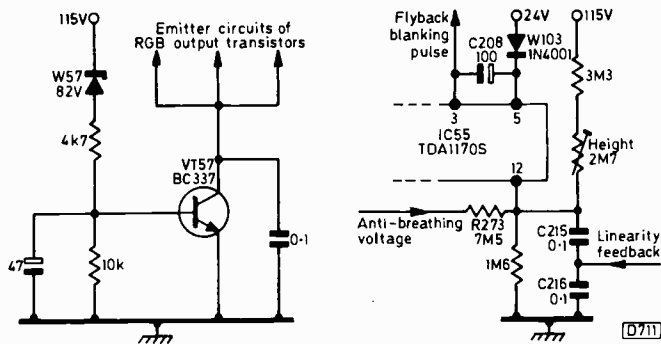 115V
Emitter circuits of
RGB output transistors
W57
82V
4k7
VT57
BC337
47
10k
0·1
Flyback
blanking
pulse
24V
115V
C208
100
W103
1N4001
3M3
3
5
IC55
TDA1170S
Height
2M7
12
Anti-breathing
voltage
R273
7M5
C215
0·1
Linearity
feedback
1M6
C216
0·1
D711